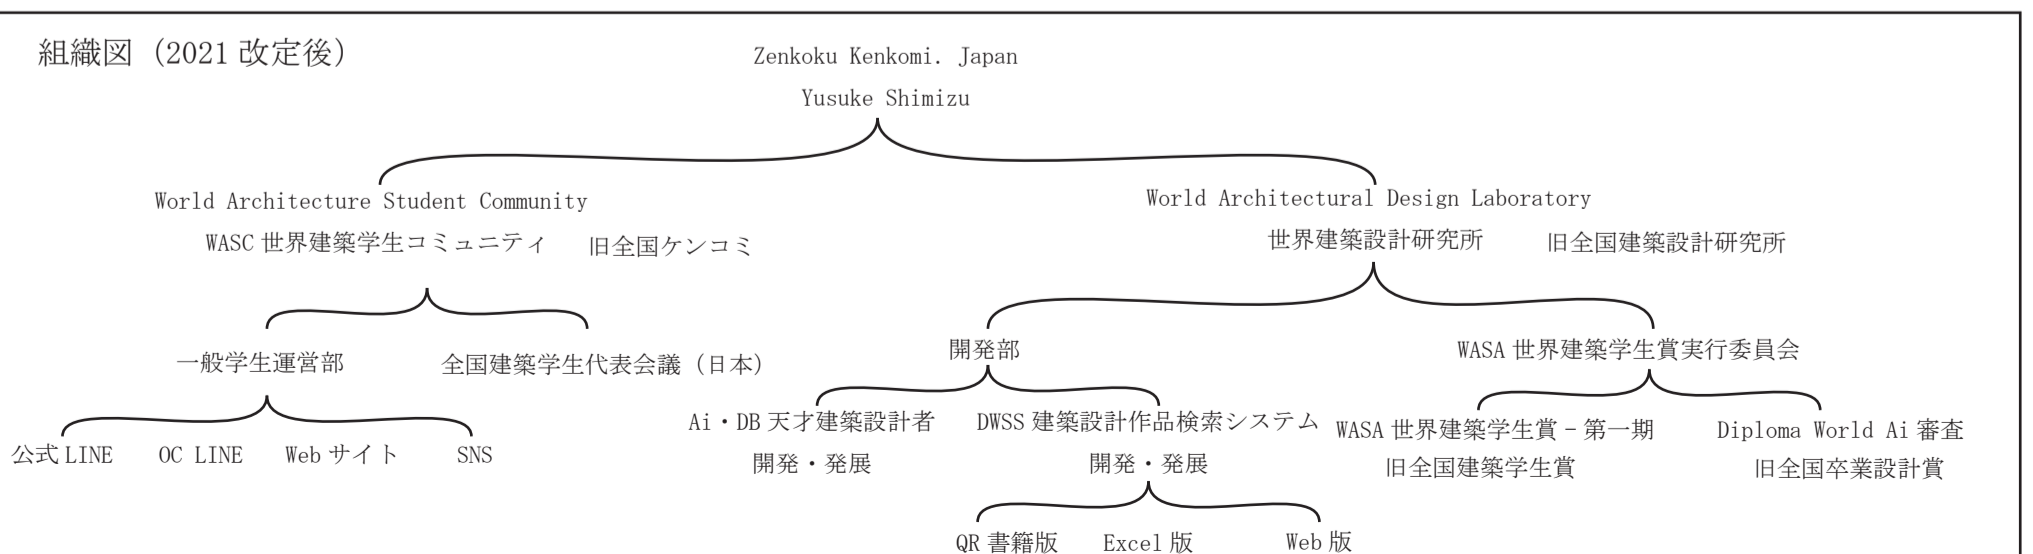 組織図（2021改定後）
Zenkoku Kenkomi. Japan
Yusuke Shimizu
World Architecture Student Community
WASC 世界建築学生コミュニティ 旧全国ケンコミ
World Architectural Design Laboratory
世界建築設計研究所 旧全国建築設計研究所
一般学生運営部
全国建築学生代表会議（日本）
開発部
WASA 世界建築学生賞実行委員会
公式 LINE
OC LINE
Web サイト
SNS
Ai・DB 天才建築設計者
開発・発展
DWSS 建築設計作品検索システム
開発・発展
WASA 世界建築学生賞－第一期
旧全国建築学生賞
Diploma World Ai 審査
旧全国卒業設計賞
QR 書籍版
Excel 版
Web 版